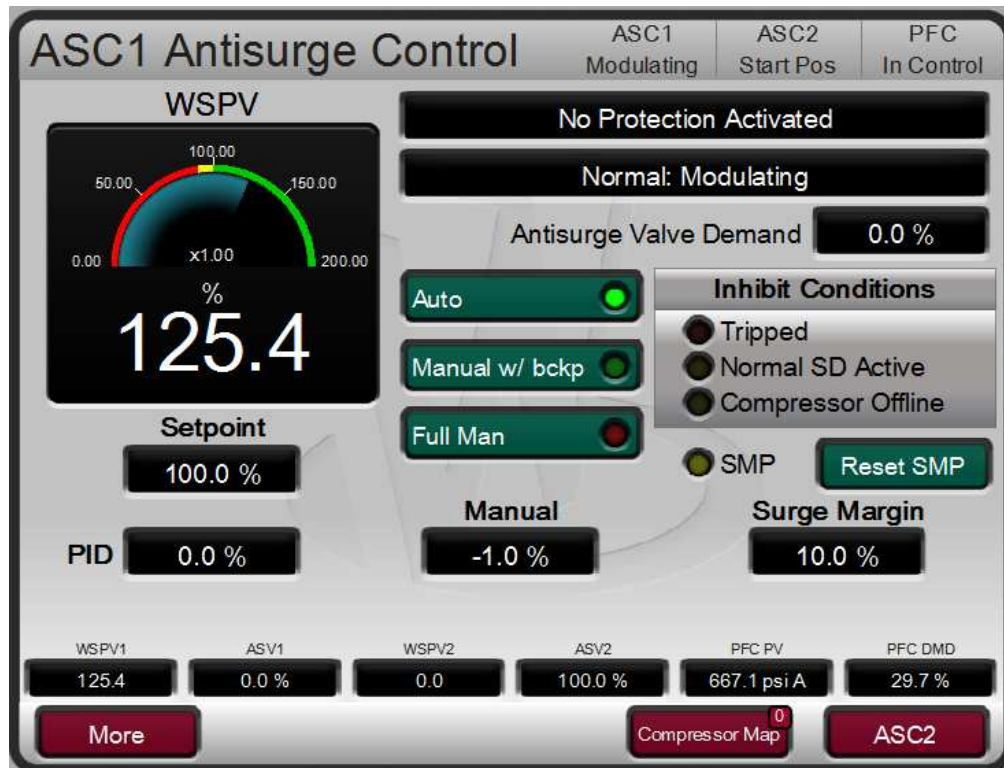 ASC1 Antisurge Control
ASC1
Modulating
ASC2
Start Pos
PFC
In Control
WSPV
100.00
50.00
150.00
0.00
x1.00
200.00
%
125.4
No Protection Activated
Normal: Modulating
Antisurge Valve Demand
0.0 %
Auto
Manual w/ bckp
Full Man
Inhibit Conditions
Tripped
Normal SD Active
Compressor Offline
SMP
Reset SMP
Setpoint
100.0 %
PID
0.0 %
Manual
-1.0 %
Surge Margin
10.0 %
WSPV1
125.4
ASV1
0.0 %
WSPV2
0.0
ASV2
100.0 %
PFC PV
667.1 psi A
PFC DMD
29.7 %
More
Compressor Map
0
ASC2